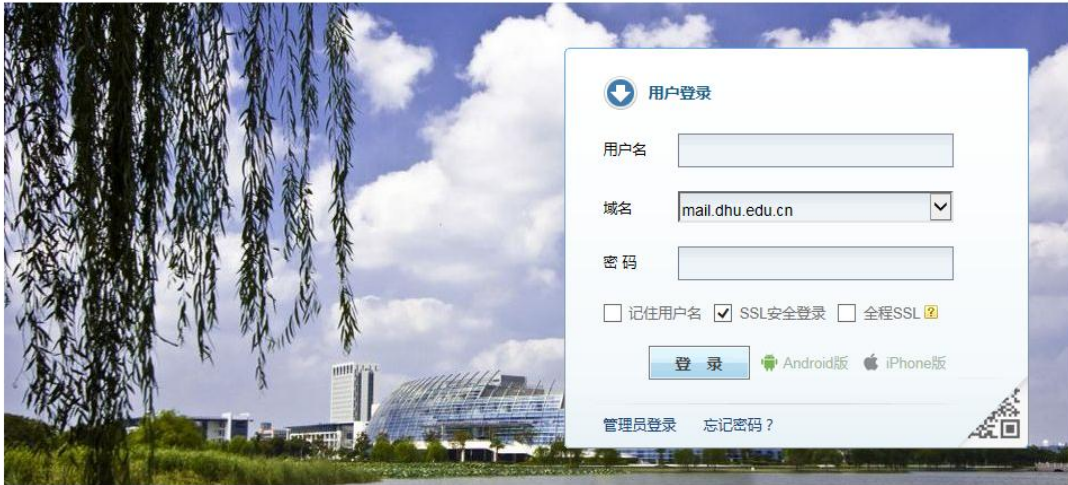 用户登录
用户名
域名 mail.dhu.edu.cn
密 码
记住用户名 SSL安全登录 全程SSL ?
登 录 Android版 iPhone版
管理员登录 忘记密码？